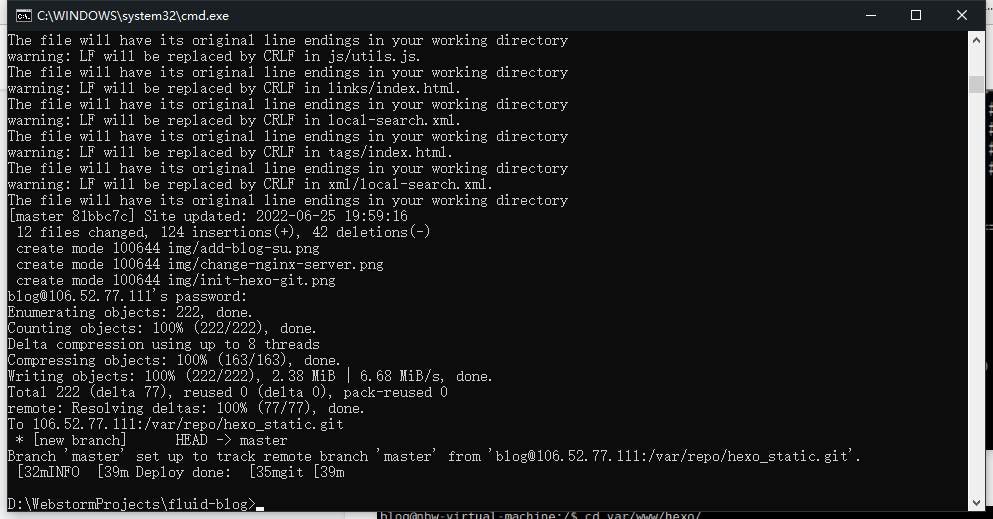 C:\WINDOWS\system32\cmd.exe
The file will have its original line endings in your working directory
warning: LF will be replaced by CRLF in js/utils.js.
The file will have its original line endings in your working directory
warning: LF will be replaced by CRLF in links/index.html.
The file will have its original line endings in your working directory
warning: LF will be replaced by CRLF in local-search.xml.
The file will have its original line endings in your working directory
warning: LF will be replaced by CRLF in tags/index.html.
The file will have its original line endings in your working directory
warning: LF will be replaced by CRLF in xml/local-search.xml.
The file will have its original line endings in your working directory
[master 81bbc7c] Site updated: 2022-06-25 19:59:16
 12 files changed, 124 insertions(+), 42 deletions(-)
 create mode 100644 img/add-blog-su.png
 create mode 100644 img/change-nginx-server.png
 create mode 100644 img/init-hexo-git.png
blog@106.52.77.111's password:
Enumerating objects: 222, done.
Counting objects: 100% (222/222), done.
Delta compression using up to 8 threads
Compressing objects: 100% (163/163), done.
Writing objects: 100% (222/222), 2.38 MiB | 6.68 MiB/s, done.
Total 222 (delta 77), reused 0 (delta 0), pack-reused 0
remote: Resolving deltas: 100% (77/77), done.
To 106.52.77.111:/var/repo/hexo_static.git
 * [new branch]      HEAD -> master
Branch 'master' set up to track remote branch 'master' from 'blog@106.52.77.111:/var/repo/hexo_static.git'.
 [32mINFO  [39m Deploy done:  [35mgit [39m
D:\WebstormProjects\fluid-blog>
blog@nbw-virtual-machine:/$ cd var/www/hexo/